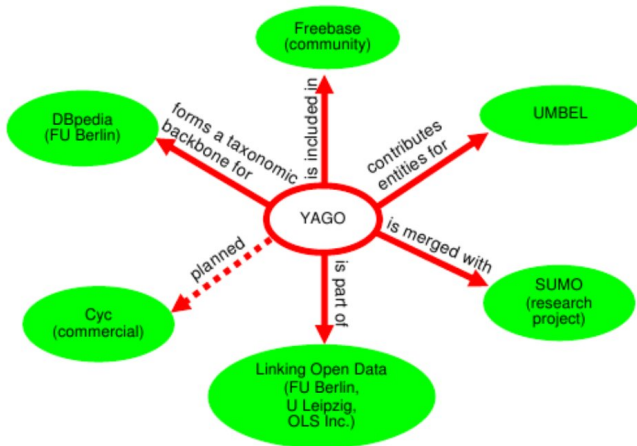 Freebase
(community)
DBpedia
(FU Berlin)
forms a taxonomic
backbone for
is included in
contributes
entities for
UMBEL
YAGO
planned
is part of
is merged with
Cyc
(commercial)
SUMO
(research
project)
Linking Open Data
(FU Berlin,
U Leipzig,
OLS Inc.)